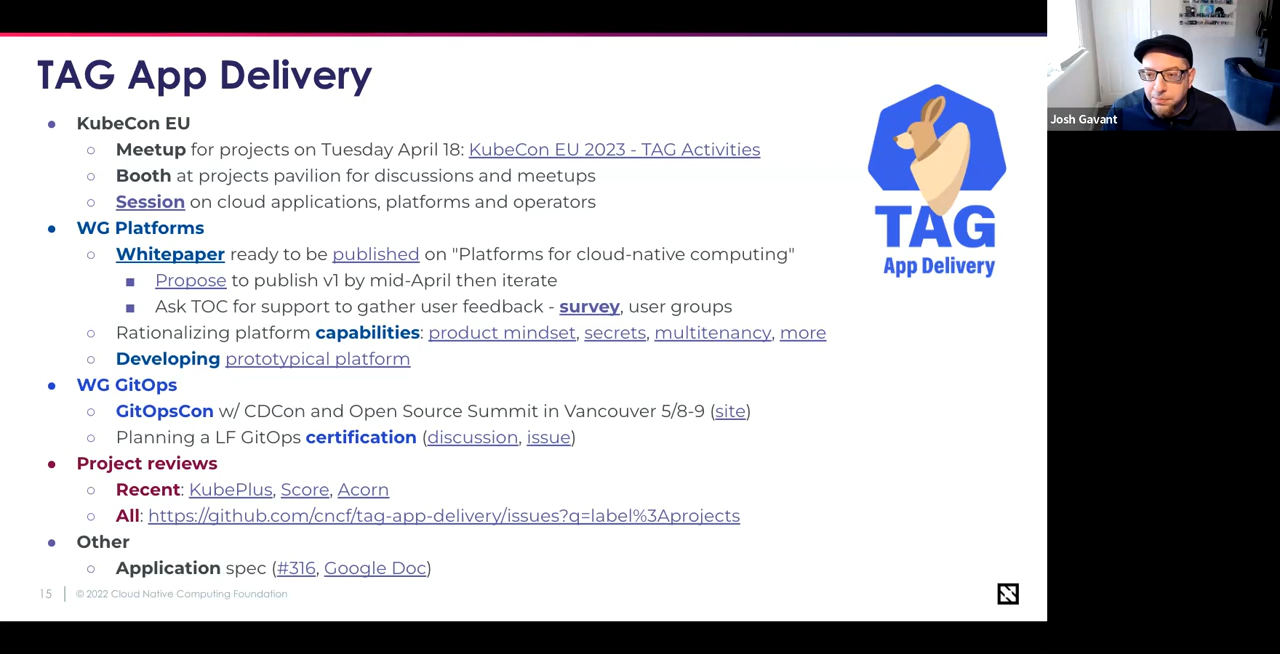 TAG App Delivery
● KubeCon EU
○ Meetup for projects on Tuesday April 18: KubeCon EU 2023 - TAG Activities
○ Booth at projects pavilion for discussions and meetups
○ Session on cloud applications, platforms and operators
● WG Platforms
○ Whitepaper ready to be published on "Platforms for cloud-native computing"
■ Propose to publish v1 by mid-April then iterate
■ Ask TOC for support to gather user feedback - survey, user groups
○ Rationalizing platform capabilities: product mindset, secrets, multitenancy, more
○ Developing prototypical platform
● WG GitOps
○ GitOpsCon w/ CDCon and Open Source Summit in Vancouver 5/8-9 (site)
○ Planning a LF GitOps certification (discussion, issue)
● Project reviews
○ Recent: KubePlus, Score, Acorn
○ All: https://github.com/cncf/tag-app-delivery/issues?q=label%3Aprojects
● Other
○ Application spec (#316, Google Doc)
15 | © 2022 Cloud Native Computing Foundation
TAG
App Delivery
Josh Gavant